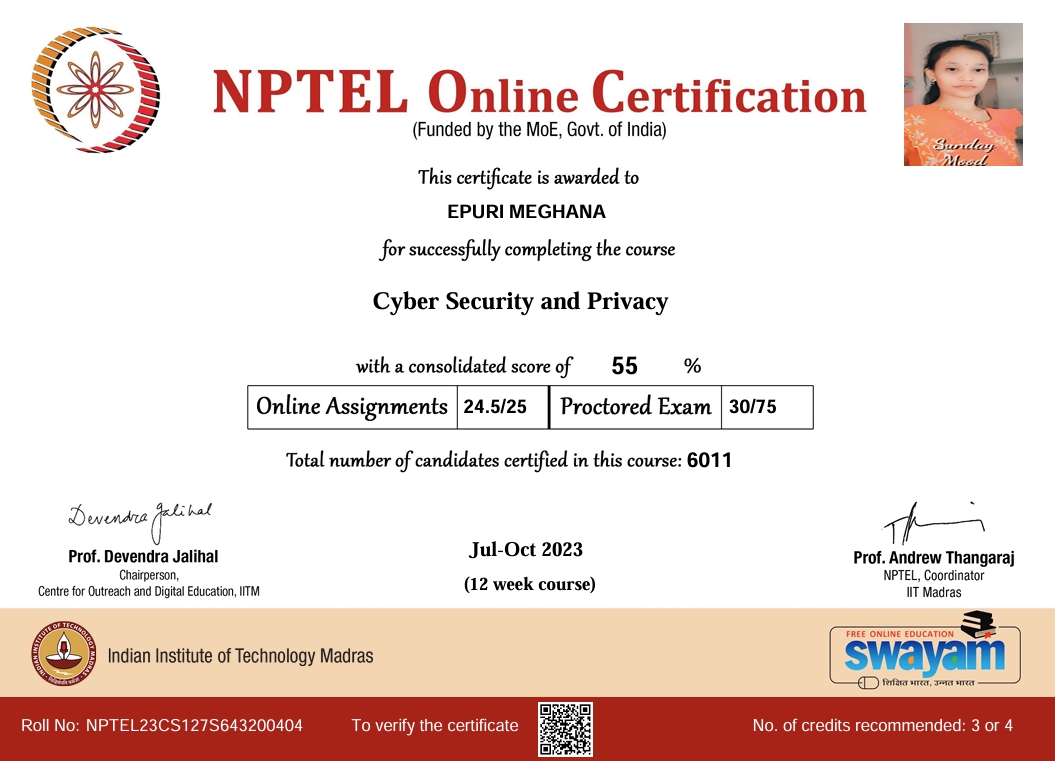 NPTEL Online Certification
(Funded by the MoE, Govt. of India)
Sunday
Mood
This certificate is awarded to
EPURI MEGHANA
for successfully completing the course
Cyber Security and Privacy
with a consolidated score of 55 %
Online Assignments 24.5/25 Proctored Exam 30/75
Total number of candidates certified in this course: 6011
Devendra Jalihal
Prof. Devendra Jalihal
Chairperson,
Centre for Outreach and Digital Education, IITM
Jul-Oct 2023
(12 week course)
Prof. Andrew Thangaraj
NPTEL, Coordinator
IIT Madras
INDIAN INSTITUTE OF TECHNOLOGY MADRAS
Indian Institute of Technology Madras
FREE ONLINE EDUCATION
swayam
शिक्षित भारत, उन्नत भारत
Roll No: NPTEL23CS127S643200404
To verify the certificate
No. of credits recommended: 3 or 4